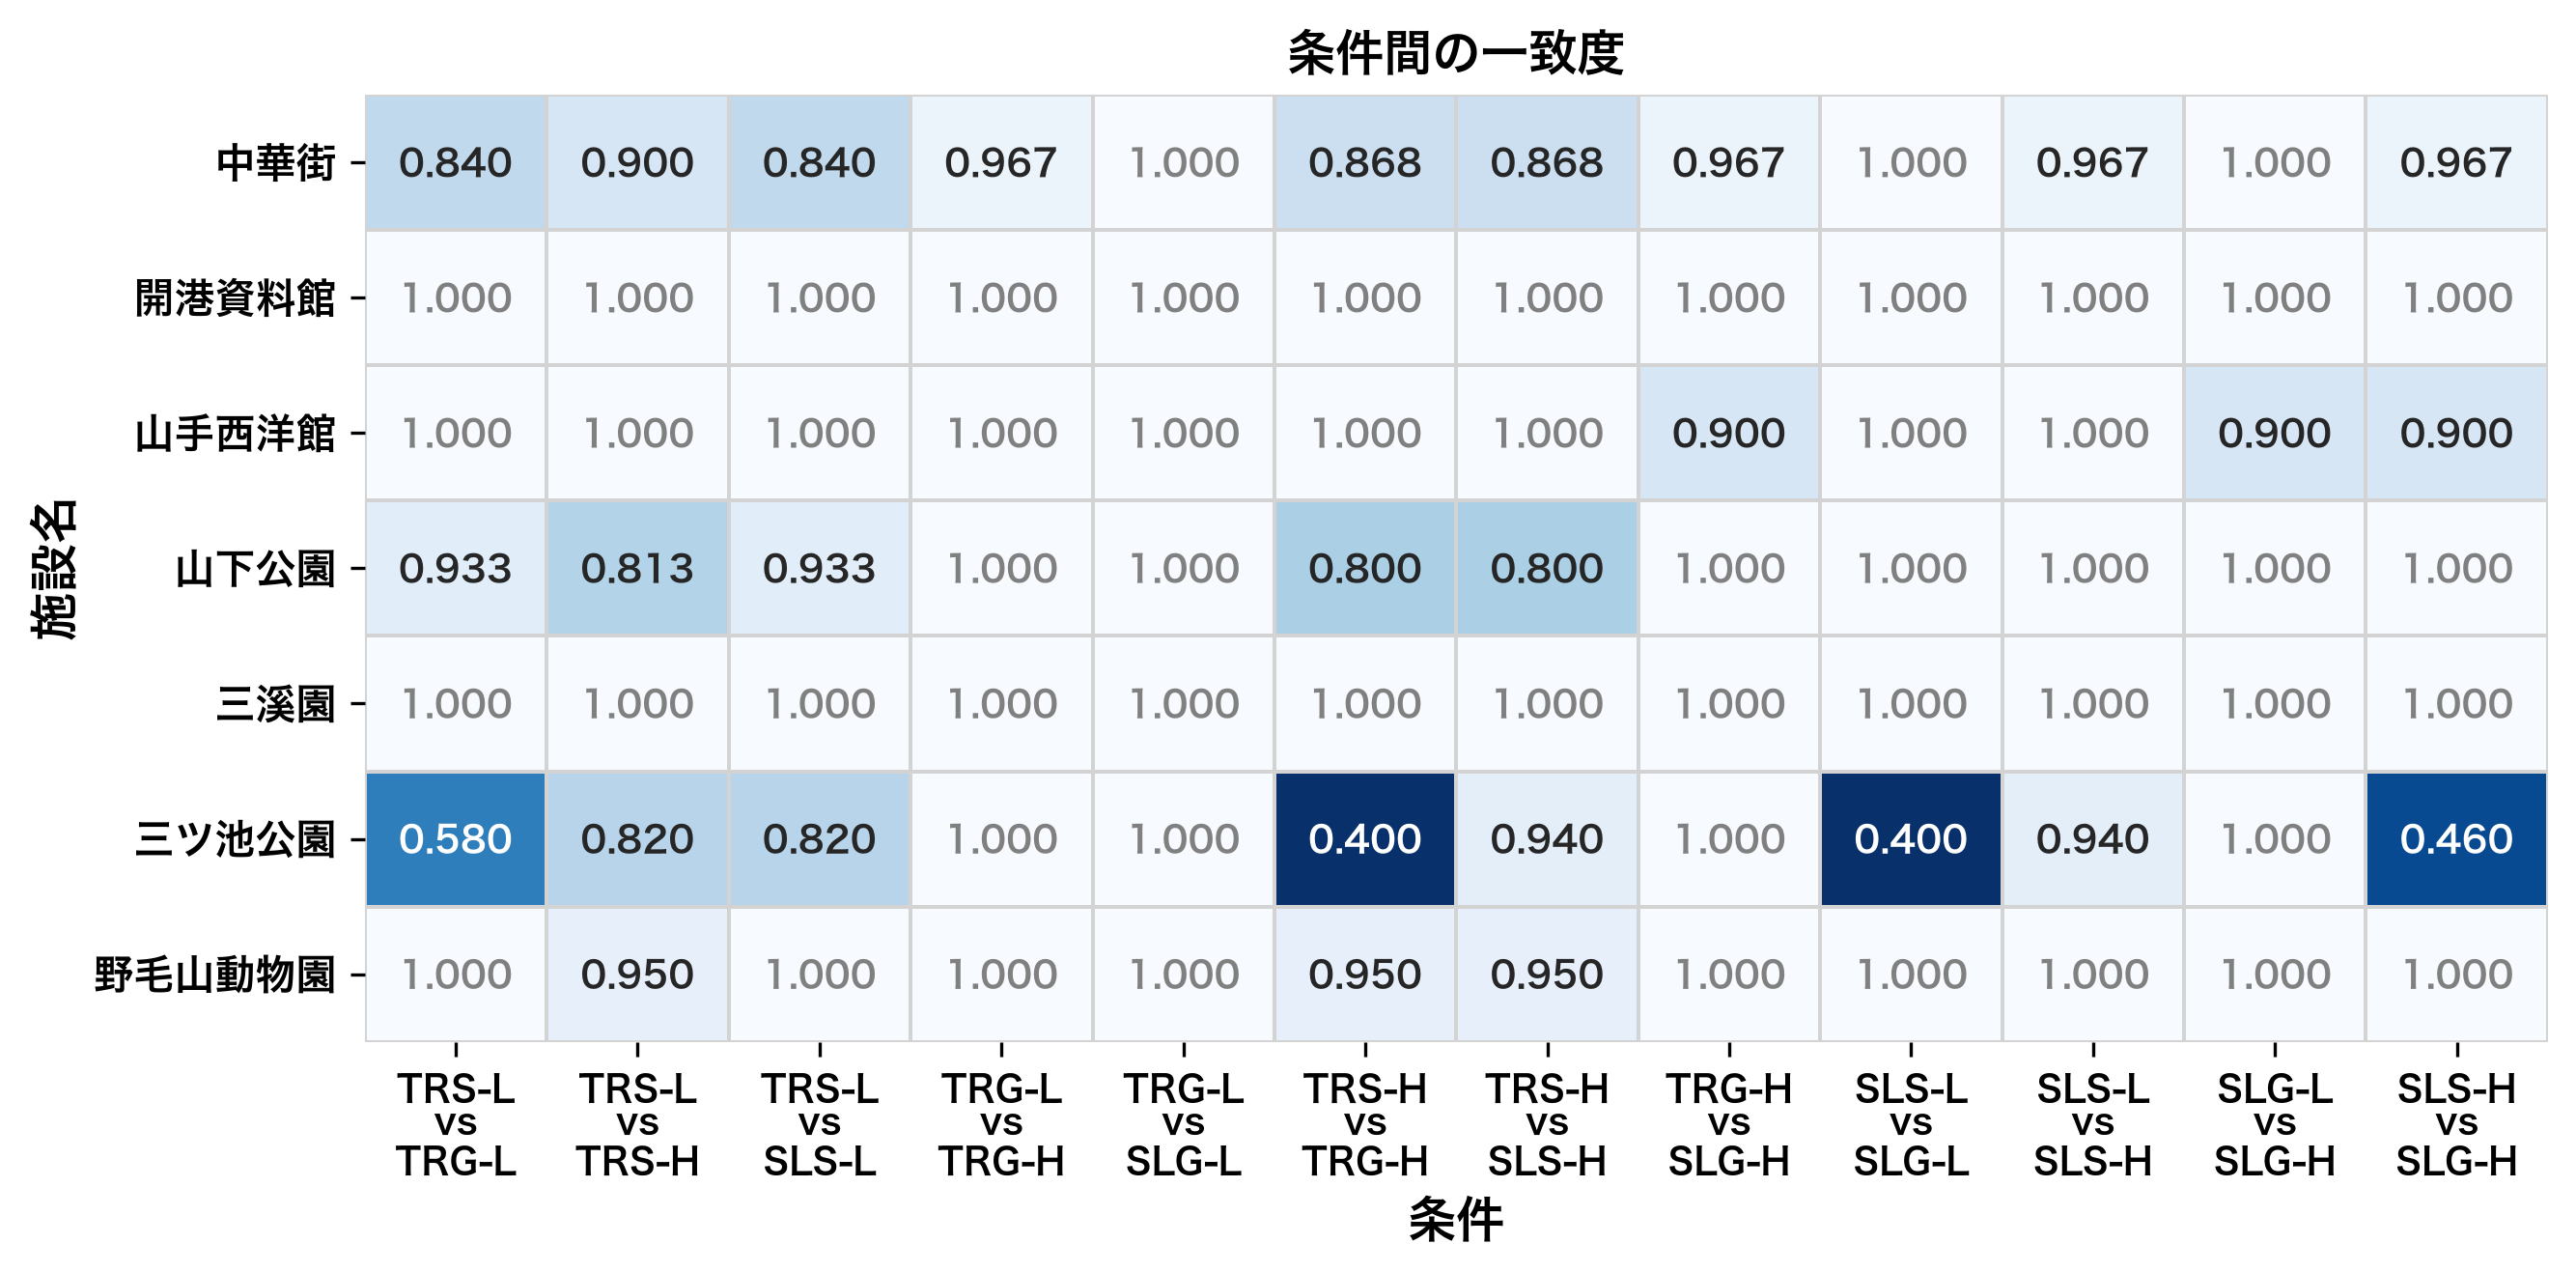 条件間の一致度
施設名
中華街 0.840 0.900 0.840 0.967 1.000 0.868 0.868 0.967 1.000 0.967 1.000 0.967
開港資料館 1.000 1.000 1.000 1.000 1.000 1.000 1.000 1.000 1.000 1.000 1.000 1.000
山手西洋館 1.000 1.000 1.000 1.000 1.000 1.000 1.000 0.900 1.000 1.000 0.900 0.900
山下公園 0.933 0.813 0.933 1.000 1.000 0.800 0.800 1.000 1.000 1.000 1.000 1.000
三溪園 1.000 1.000 1.000 1.000 1.000 1.000 1.000 1.000 1.000 1.000 1.000 1.000
三ツ池公園 0.580 0.820 0.820 1.000 1.000 0.400 0.940 1.000 0.400 0.940 1.000 0.460
野毛山動物園 1.000 0.950 1.000 1.000 1.000 0.950 0.950 1.000 1.000 1.000 1.000 1.000
TRS-L TRS-L TRS-L TRG-L TRG-L TRS-H TRS-H TRG-H SLS-L SLS-L SLG-L SLS-H
vs vs vs vs vs vs vs vs vs vs vs vs
TRG-L TRS-H SLS-L TRG-H SLG-L TRG-H SLS-H SLG-H SLG-L SLS-H SLG-H SLG-H
条件